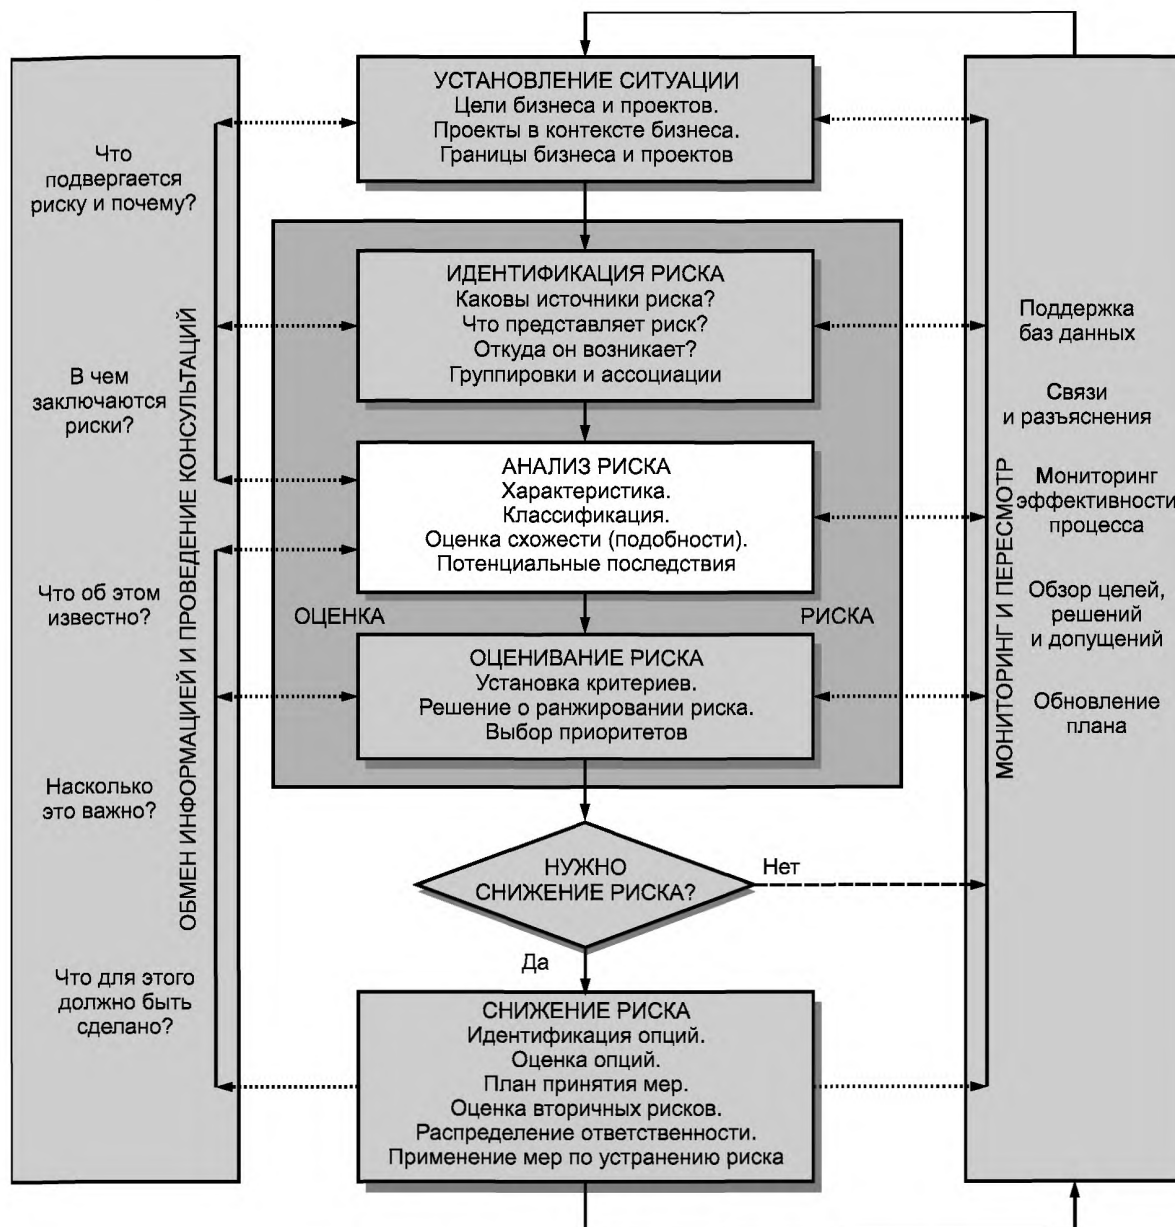 УСТАНОВЛЕНИЕ СИТУАЦИИ
Цели бизнеса и проектов.
Проекты в контексте бизнеса.
Границы бизнеса и проектов
Что
подвергается
риску и почему?
В чем
заключаются
риски?
Что об этом
известно?
Насколько
это важно?
Что для этого
должно быть
сделано?
ОБМЕН ИНФОРМАЦИЕЙ И ПРОВЕДЕНИЕ КОНСУЛЬТАЦИЙ
ИДЕНТИФИКАЦИЯ РИСКА
Каковы источники риска?
Что представляет риск?
Откуда он возникает?
Группировки и ассоциации
АНАЛИЗ РИСКА
Характеристика.
Классификация.
Оценка схожести (подобности).
Потенциальные последствия
ОЦЕНКА РИСКА
ОЦЕНИВАНИЕ РИСКА
Установка критериев.
Решение о ранжировании риска.
Выбор приоритетов
НУЖНО
СНИЖЕНИЕ РИСКА?
Нет
Да
СНИЖЕНИЕ РИСКА
Идентификация опций.
Оценка опций.
План принятия мер.
Оценка вторичных рисков.
Распределение ответственности.
Применение мер по устранению риска
МОНИТОРИНГ И ПЕРЕСМОТР
Поддержка
баз данных
Связи
и разъяснения
Мониторинг
эффективности
процесса
Обзор целей,
решений
и допущений
Обновление
плана